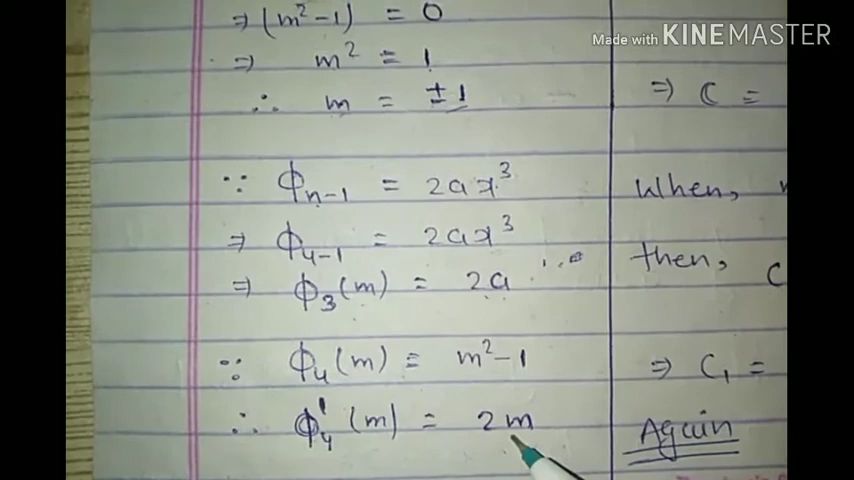 ⇒ (m²-1) = 0
⇒ m² = 1
∴ m = ±1
∵ ϕₙ₋₁ = 2ax³
⇒ ϕ₄₋₁ = 2ax³
⇒ ϕ₃(m) = 2a
∵ ϕ₄(m) = m²-1
∴ ϕ₄'(m) = 2m
Made with KINEMASTER
⇒ C =
When,
then, C
⇒ C₁ =
Again